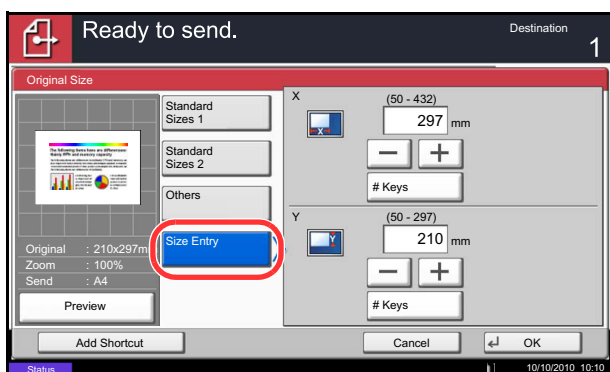 Ready to send.
Destination
1
Original Size
Standard
Sizes 1
Standard
Sizes 2
Others
Size Entry
X
(50 - 432)
297 mm
# Keys
Y
(50 - 297)
210 mm
# Keys
Original : 210x297m
Zoom : 100%
Send : A4
Preview
Add Shortcut
Cancel
OK
Status
10/10/2010 10:10